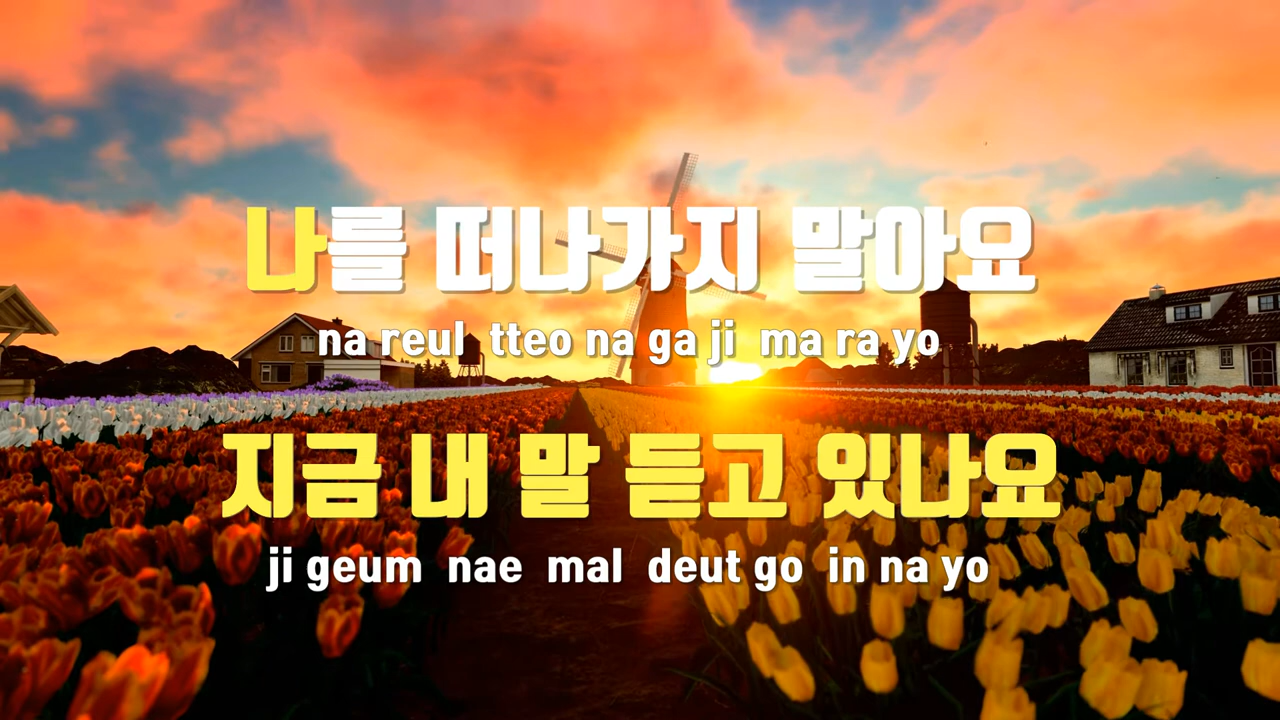 나를 떠나가지 말아요
na reul tteo na ga ji ma ra yo
지금 내 말 듣고 있나요
ji geum nae mal deut go in na yo